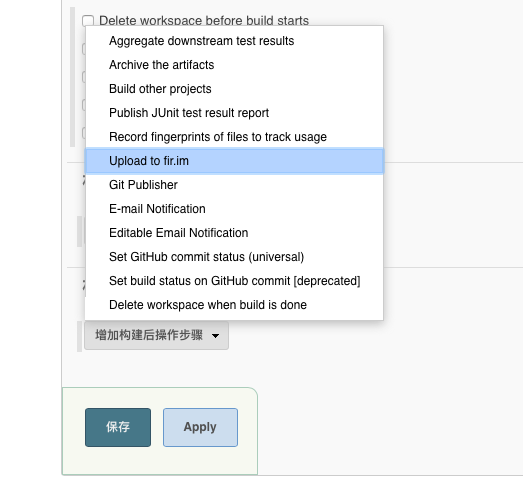 Delete workspace before build starts
Aggregate downstream test results
Archive the artifacts
Build other projects
Publish JUnit test result report
Record fingerprints of files to track usage
Upload to fir.im
Git Publisher
E-mail Notification
Editable Email Notification
Set GitHub commit status (universal)
Set build status on GitHub commit [deprecated]
Delete workspace when build is done
增加构建后操作步骤
保存
Apply